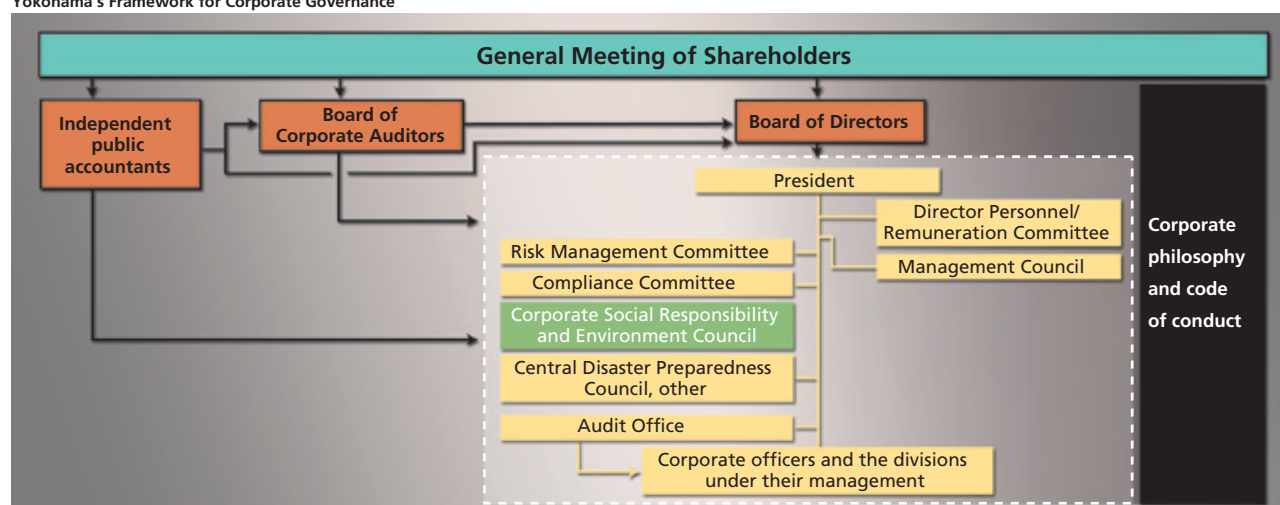 Yokohama's Framework for Corporate Governance
General Meeting of Shareholders
Independent
public
accountants
Board of
Corporate Auditors
Board of Directors
President
Director Personnel/
Remuneration Committee
Management Council
Risk Management Committee
Compliance Committee
Corporate Social Responsibility
and Environment Council
Central Disaster Preparedness
Council, other
Audit Office
Corporate officers and the divisions
under their management
Corporate
philosophy
and code
of conduct